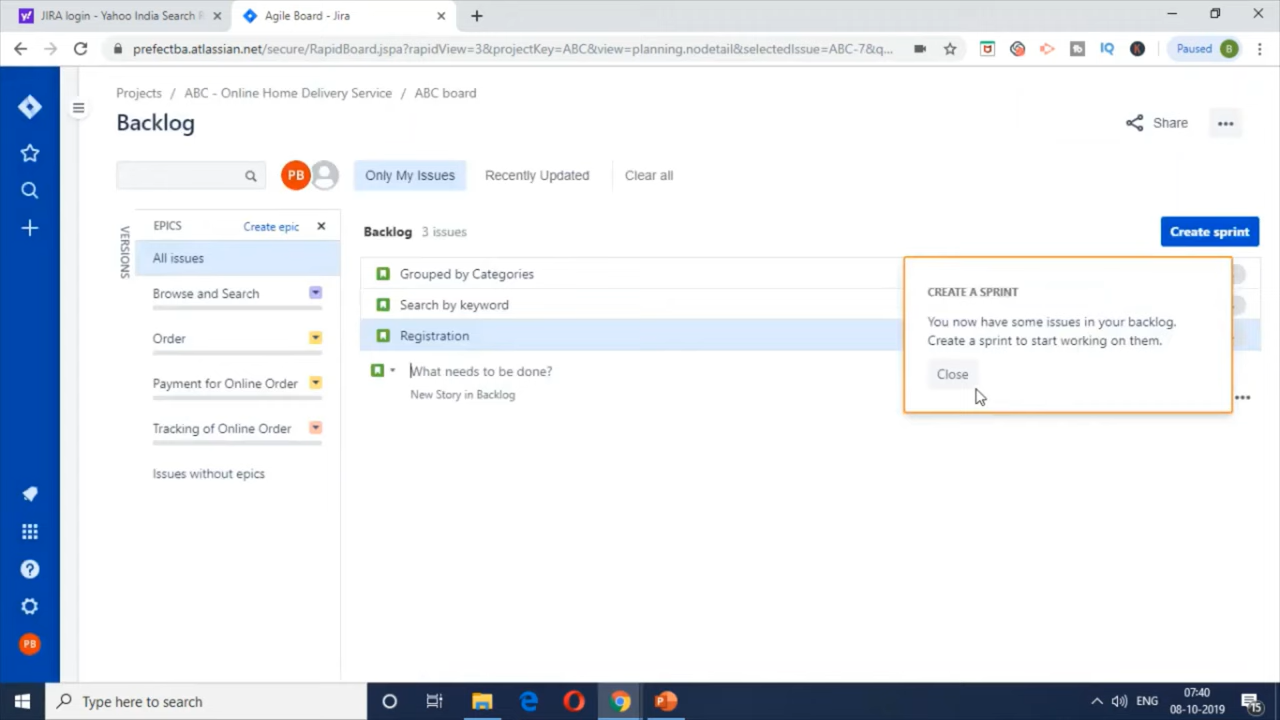 JIRA login - Yahoo India Search R
Agile Board - Jira
prefectba.atlassian.net/secure/RapidBoard.jspa?rapidView=3&projectKey=ABC&view=planning.nodetail&selectedIssue=ABC-7&q...
IQ
K
Paused B
Projects / ABC - Online Home Delivery Service / ABC board
Backlog
Share
PB
Only My Issues
Recently Updated
Clear all
VERSIONS
EPICS
Create epic
All issues
Browse and Search
Order
Payment for Online Order
Tracking of Online Order
Issues without epics
Backlog 3 issues
Create sprint
Grouped by Categories
Search by keyword
Registration
What needs to be done?
New Story in Backlog
CREATE A SPRINT
You now have some issues in your backlog.
Create a sprint to start working on them.
Close
PB
Type here to search
ENG
07:40
08-10-2019
15